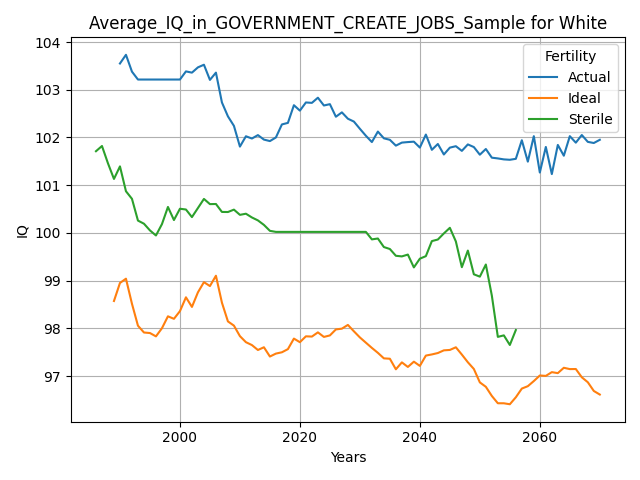 Average_IQ_in_GOVERNMENT_CREATE_JOBS_Sample for White
Fertility
Actual
Ideal
Sterile
104
103
102
101
100
99
98
97
IQ
2000 2020 2040 2060
Years